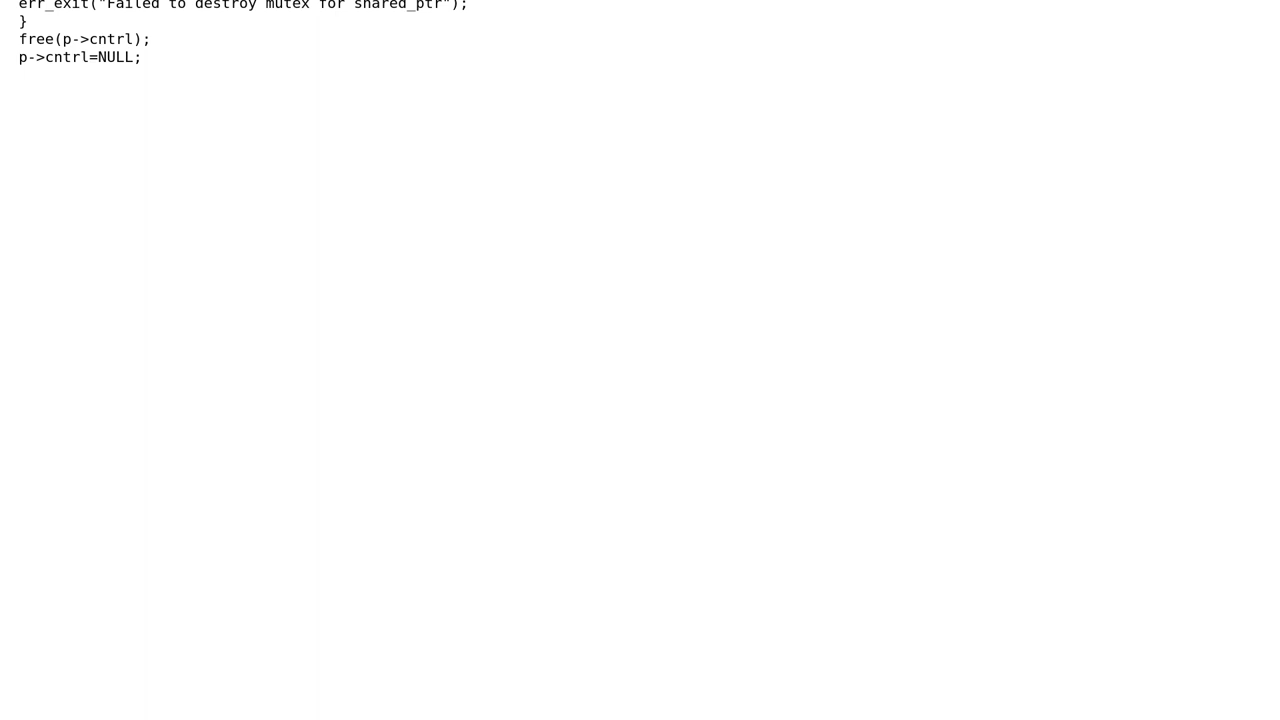 err_exit("Failed to destroy mutex for shared_ptr");
}
free(p->cntrl);
p->cntrl=NULL;